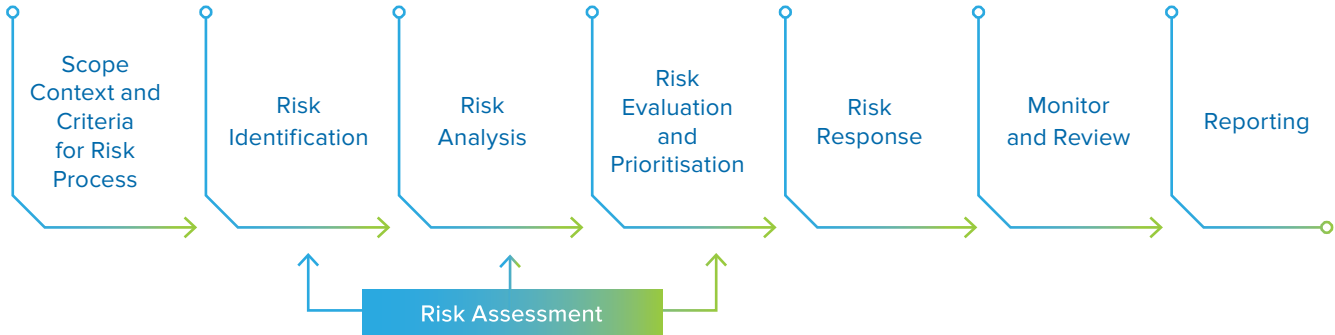 Scope
Context and
Criteria
for Risk
Process
Risk
Identification
Risk
Analysis
Risk
Evaluation
and
Prioritisation
Risk
Response
Monitor
and Review
Reporting
Risk Assessment